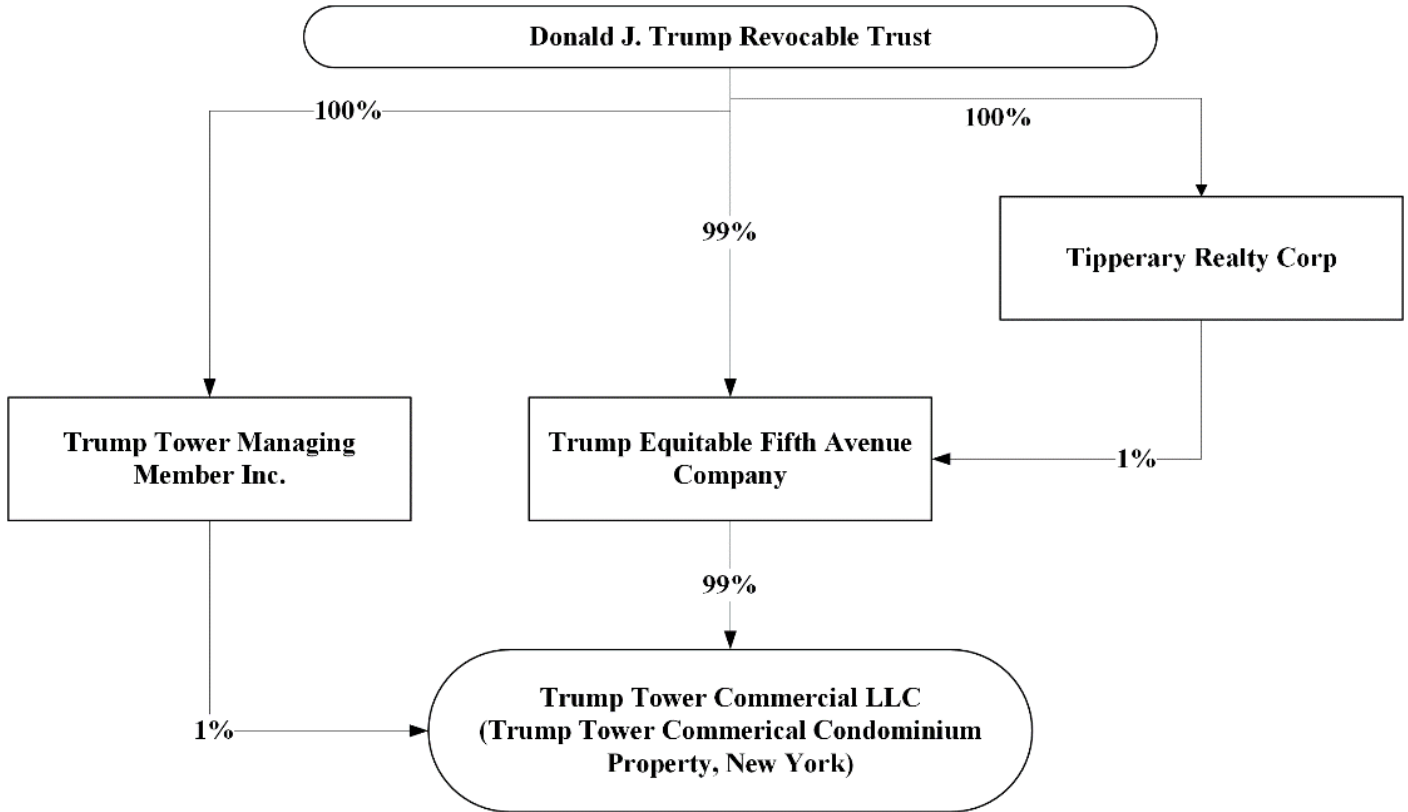 Donald J. Trump Revocable Trust
100%
100%
99%
Tipperary Realty Corp
Trump Tower Managing
Member Inc.
Trump Equitable Fifth Avenue
Company
1%
99%
Trump Tower Commercial LLC
(Trump Tower Commerical Condominium
Property, New York)
1%